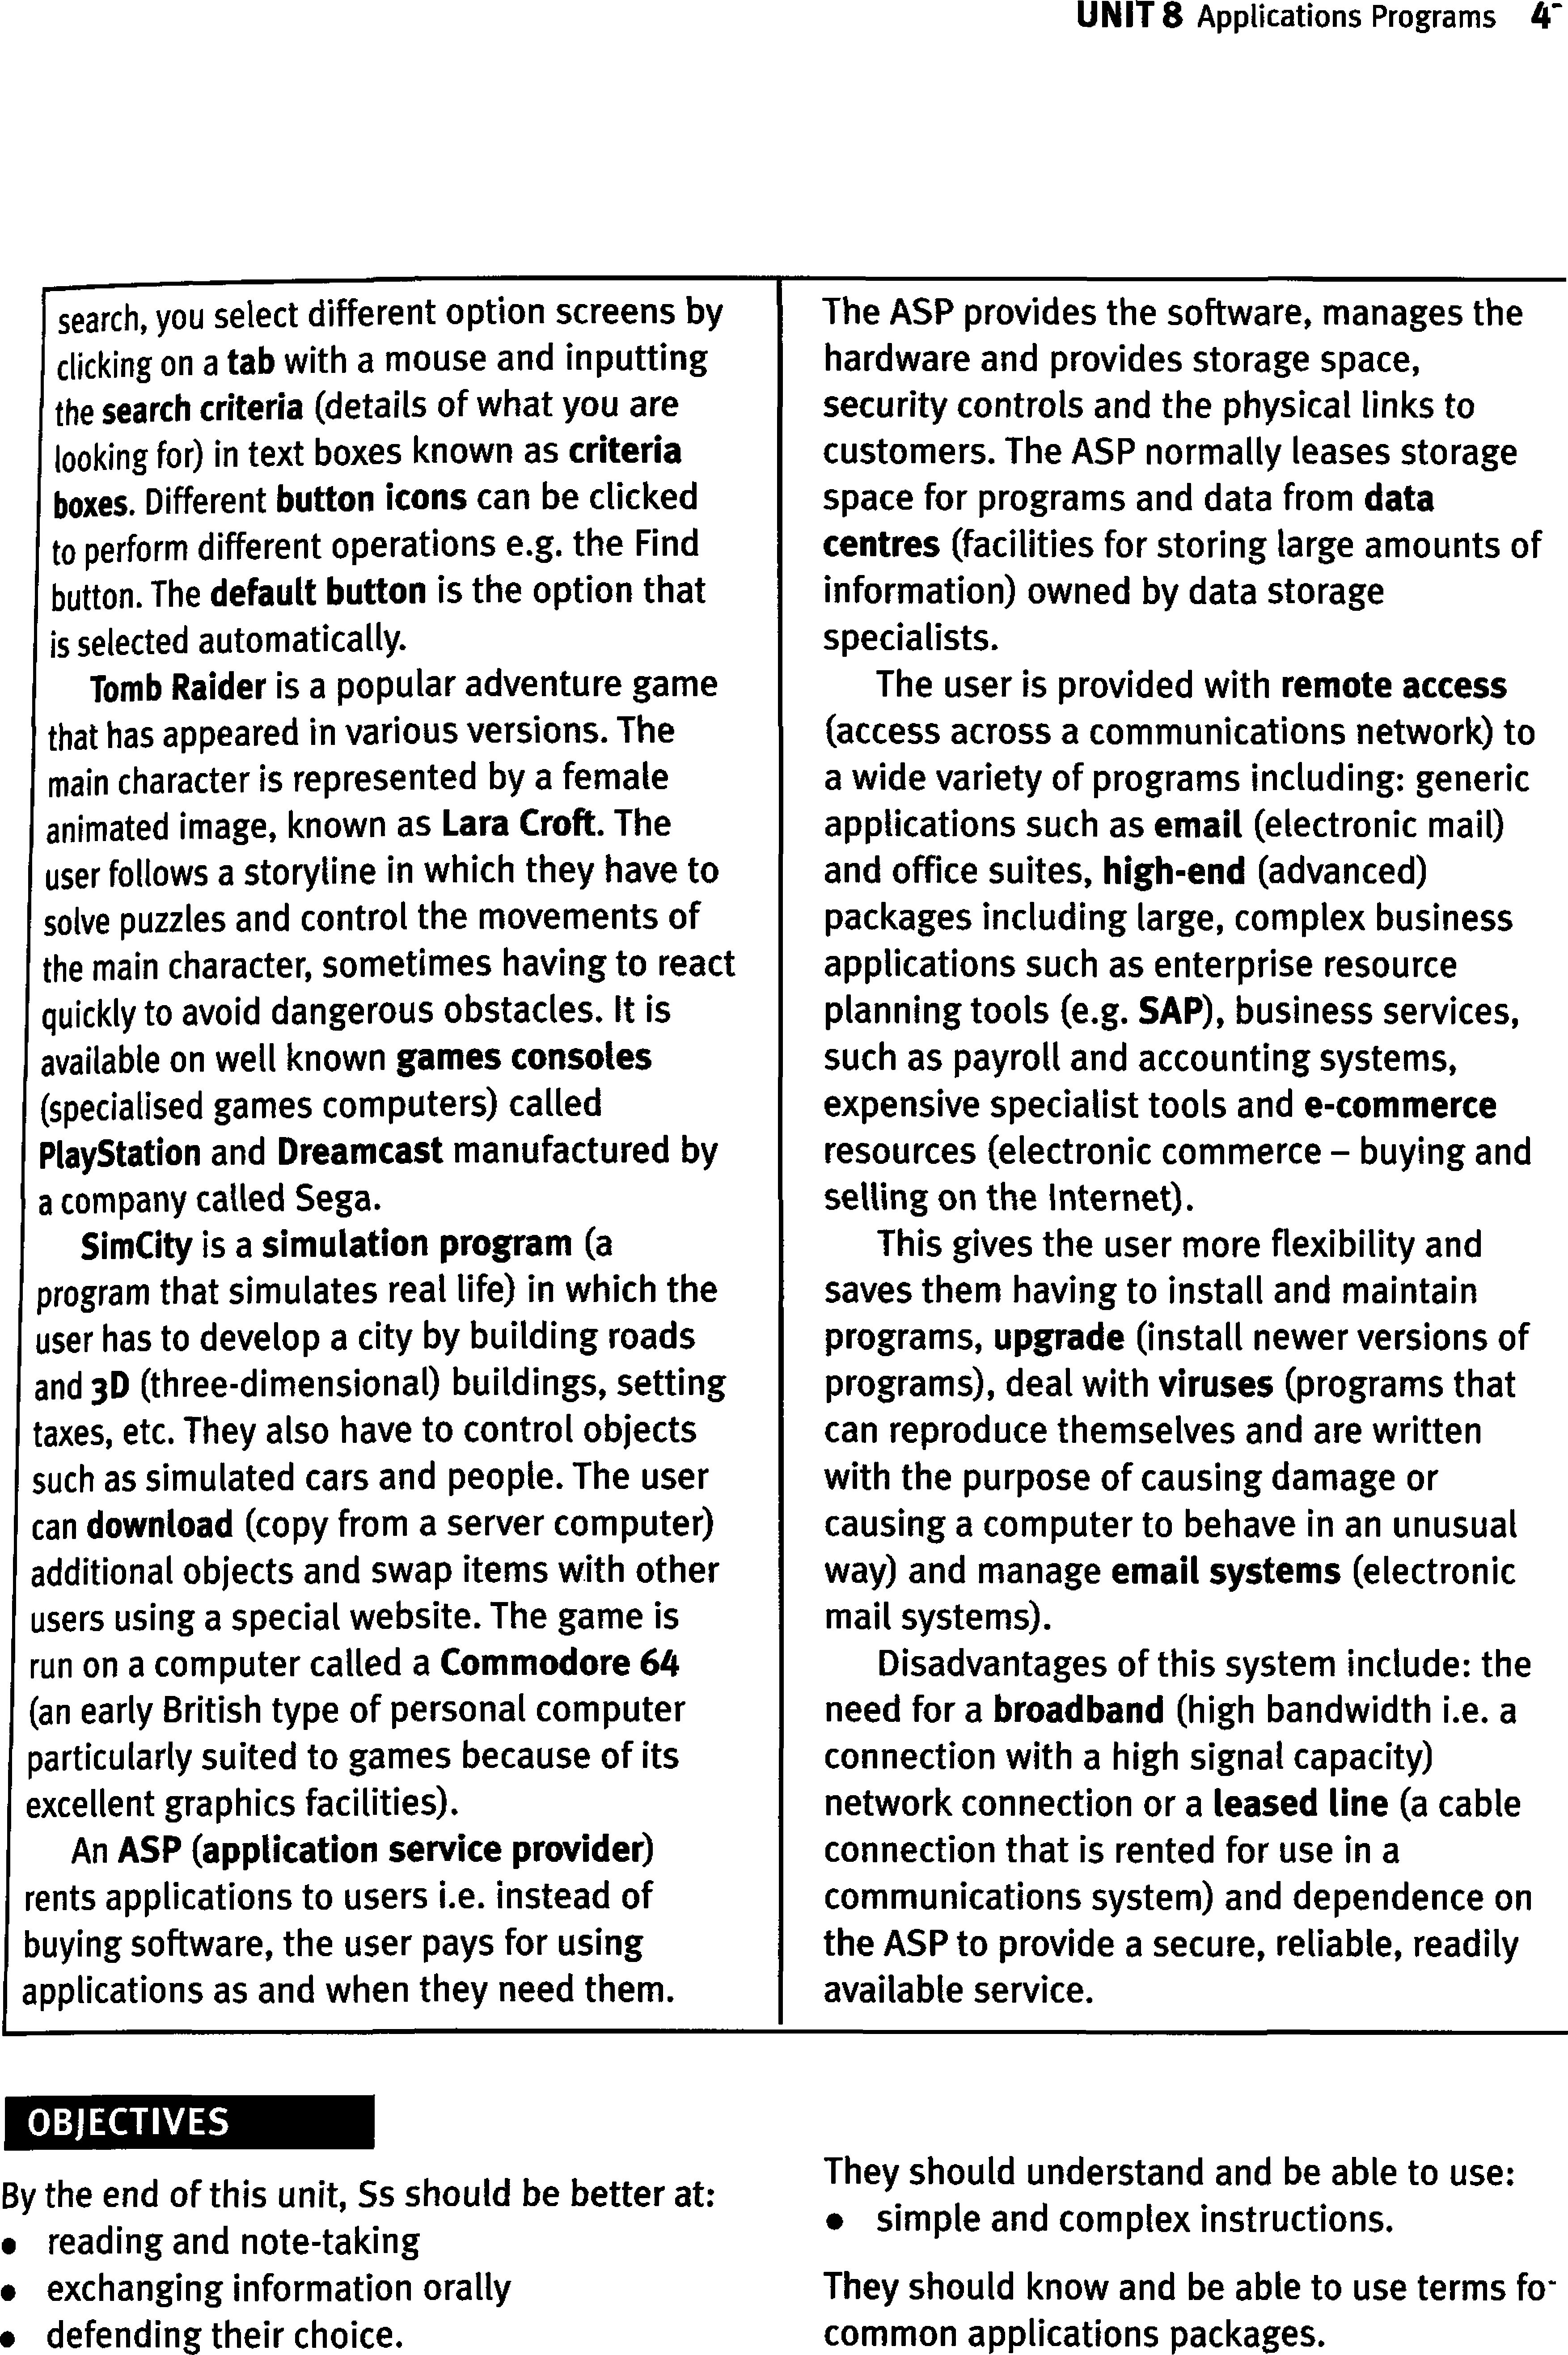 UNIT 8 Applications Programs 4
search, you select different option screens by
clicking on a tab with a mouse and inputting
the search criteria (details of what you are
looking for) in text boxes known as criteria
boxes. Different button icons can be clicked
to perform different operations e.g. the Find
button. The default button is the option that
is selected automatically.
Tomb Raider is a popular adventure game
that has appeared in various versions. The
main character is represented by a female
animated image, known as Lara Croft. The
user follows a storyline in which they have to
solve puzzles and control the movements of
the main character, sometimes having to react
quickly to avoid dangerous obstacles. It is
available on well known games consoles
(specialised games computers) called
PlayStation and Dreamcast manufactured by
a company called Sega.
SimCity is a simulation program (a
program that simulates real life) in which the
user has to develop a city by building roads
and 3D (three-dimensional) buildings, setting
taxes, etc. They also have to control objects
such as simulated cars and people. The user
can download (copy from a server computer)
additional objects and swap items with other
users using a special website. The game is
run on a computer called a Commodore 64
(an early British type of personal computer
particularly suited to games because of its
excellent graphics facilities).
An ASP (application service provider)
rents applications to users i.e. instead of
buying software, the user pays for using
applications as and when they need them.
The ASP provides the software, manages the
hardware and provides storage space,
security controls and the physical links to
customers. The ASP normally leases storage
space for programs and data from data
centres (facilities for storing large amounts of
information) owned by data storage
specialists.
The user is provided with remote access
(access across a communications network) to
a wide variety of programs including: generic
applications such as email (electronic mail)
and office suites, high-end (advanced)
packages including large, complex business
applications such as enterprise resource
planning tools (e.g. SAP), business services,
such as payroll and accounting systems,
expensive specialist tools and e-commerce
resources (electronic commerce – buying and
selling on the Internet).
This gives the user more flexibility and
saves them having to install and maintain
programs, upgrade (install newer versions of
programs), deal with viruses (programs that
can reproduce themselves and are written
with the purpose of causing damage or
causing a computer to behave in an unusual
way) and manage email systems (electronic
mail systems).
Disadvantages of this system include: the
need for a broadband (high bandwidth i.e. a
connection with a high signal capacity)
network connection or a leased line (a cable
connection that is rented for use in a
communications system) and dependence on
the ASP to provide a secure, reliable, readily
available service.
OBJECTIVES
By the end of this unit, Ss should be better at:
• reading and note-taking
• exchanging information orally
• defending their choice.
They should understand and be able to use:
• simple and complex instructions.
They should know and be able to use terms fo
common applications packages.